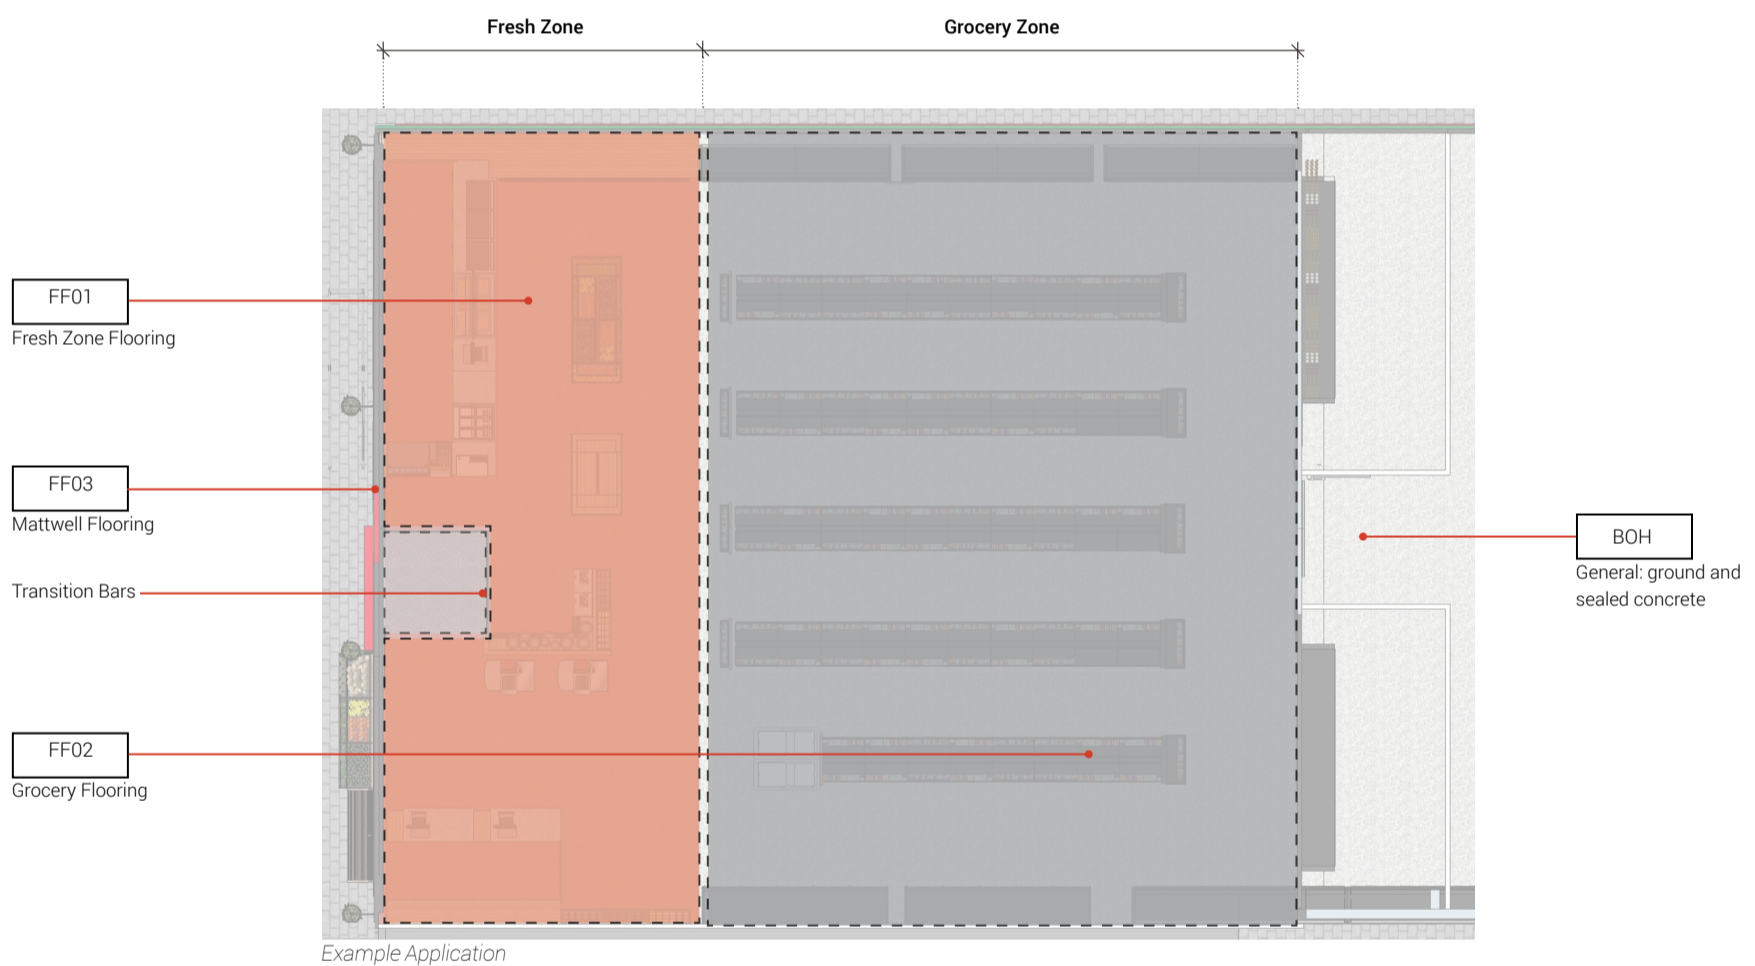 Fresh Zone
Grocery Zone
FF01
Fresh Zone Flooring
FF03
Mattwell Flooring
Transition Bars
FF02
Grocery Flooring
BOH
General: ground and
sealed concrete
Example Application